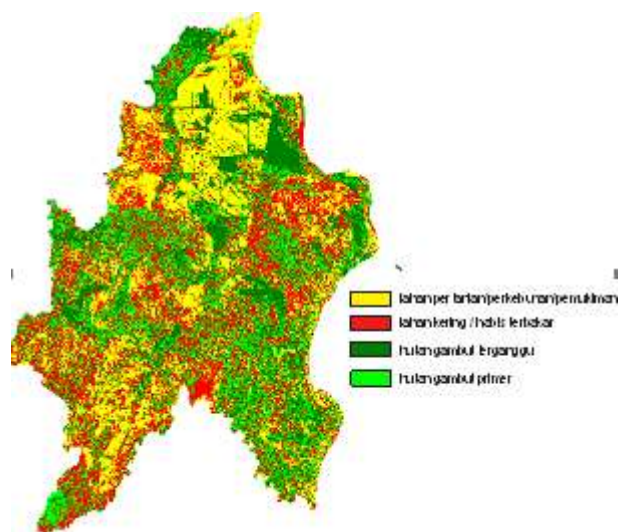 lahan pertanian/perkebunan/pemukiman
lahan kering / habis terbakar
hutan gambut terganggu
hutan gambut primer